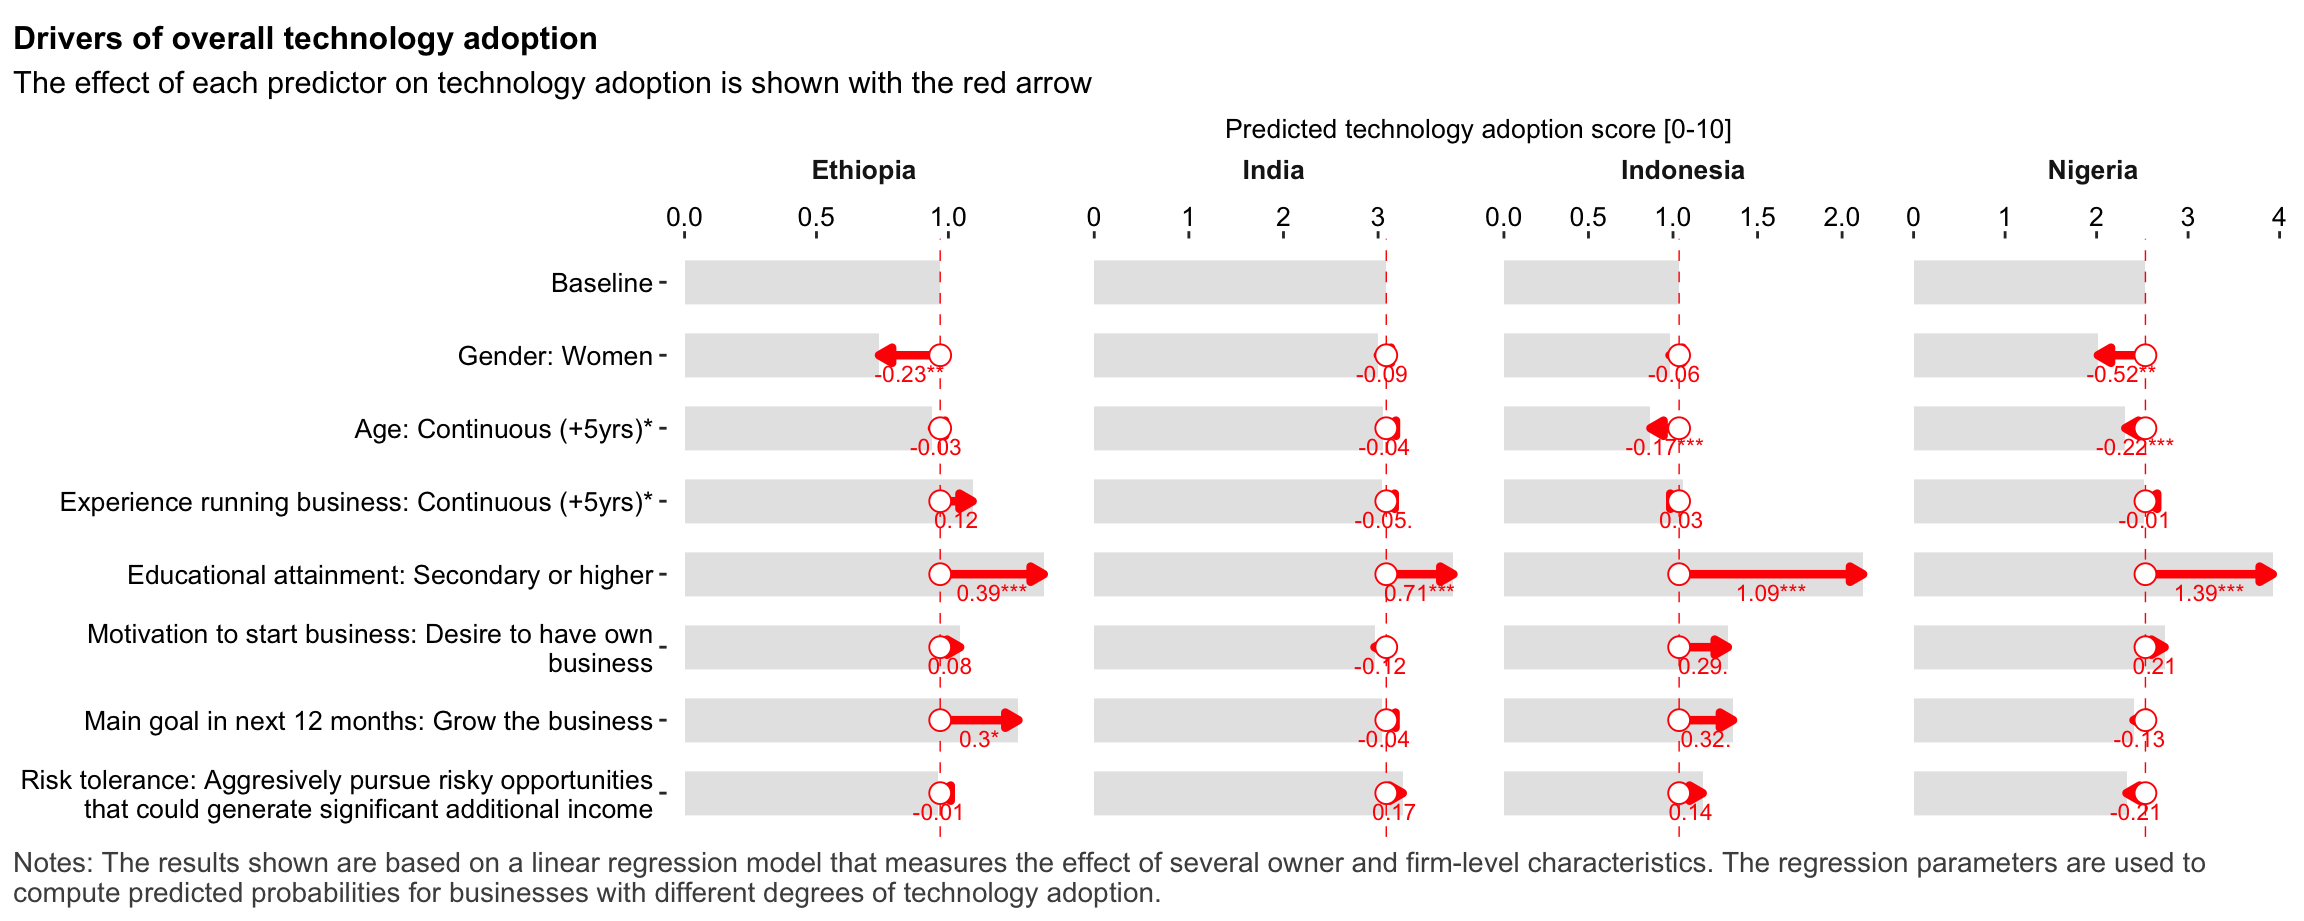 Drivers of overall technology adoption
The effect of each predictor on technology adoption is shown with the red arrow
Predicted technology adoption score [0-10]
Ethiopia India Indonesia Nigeria
0.0 0.5 1.0 0 1 2 3 0.0 0.5 1.0 1.5 2.0 0 1 2 3 4
Baseline
Gender: Women
-0.23** -0.09 -0.06 -0.52**
Age: Continuous (+5yrs)*
-0.03 -0.04 -0.17*** -0.22***
Experience running business: Continuous (+5yrs)*
0.12 -0.05. 0.03 -0.01
Educational attainment: Secondary or higher
0.39*** 0.71*** 1.09*** 1.39***
Motivation to start business: Desire to have own
business
0.08 -0.12 0.29. 0.21
Main goal in next 12 months: Grow the business
0.3* -0.04 0.32. -0.13
Risk tolerance: Aggresively pursue risky opportunities
that could generate significant additional income
-0.01 0.17 0.14 -0.21
Notes: The results shown are based on a linear regression model that measures the effect of several owner and firm-level characteristics. The regression parameters are used to
compute predicted probabilities for businesses with different degrees of technology adoption.